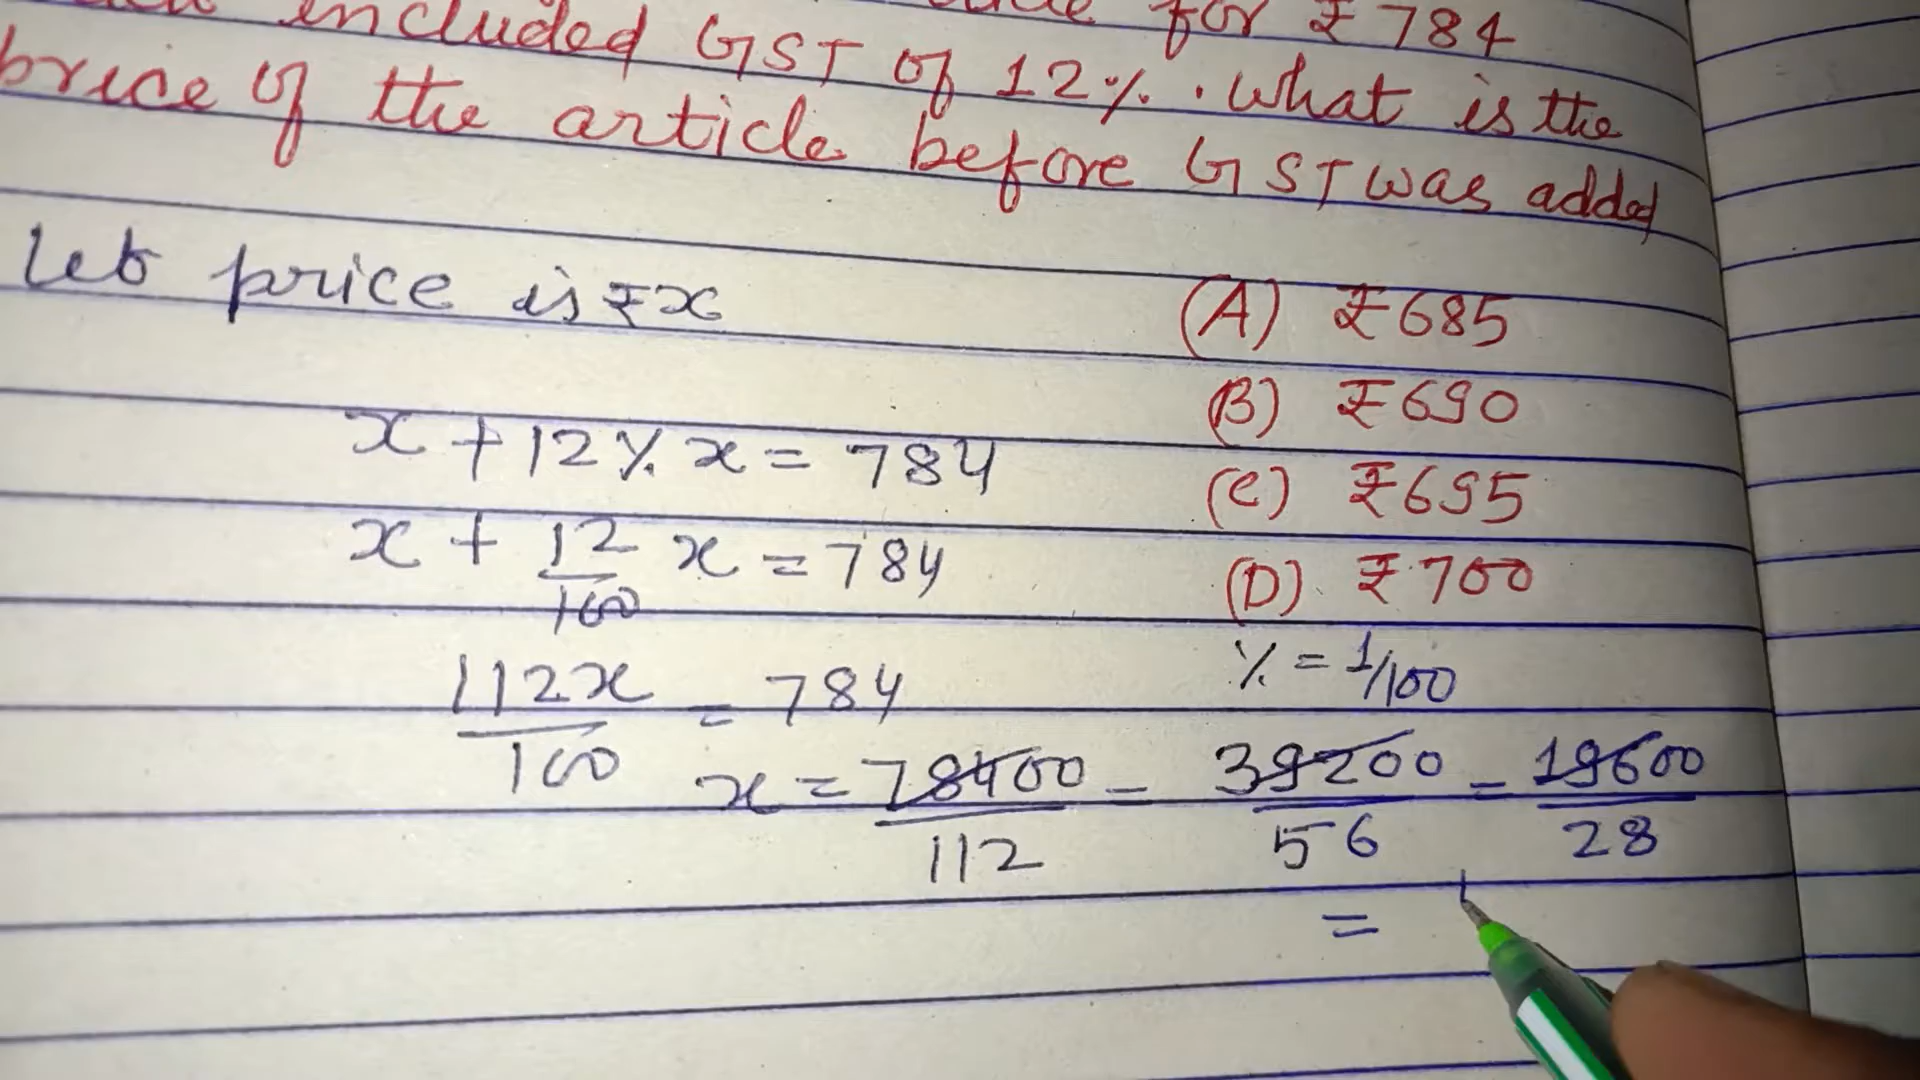 included GST of 12%. What is the
for ₹784
price of the article before GST was added
Let price is ₹x
(A) ₹685
(B) ₹690
x + 12% x = 784
(C) ₹695
x + 12/100 x = 784
(D) ₹700
112x/100 = 784
% = 1/100
x = 78400/112 = 39200/56 = 19600/28
=